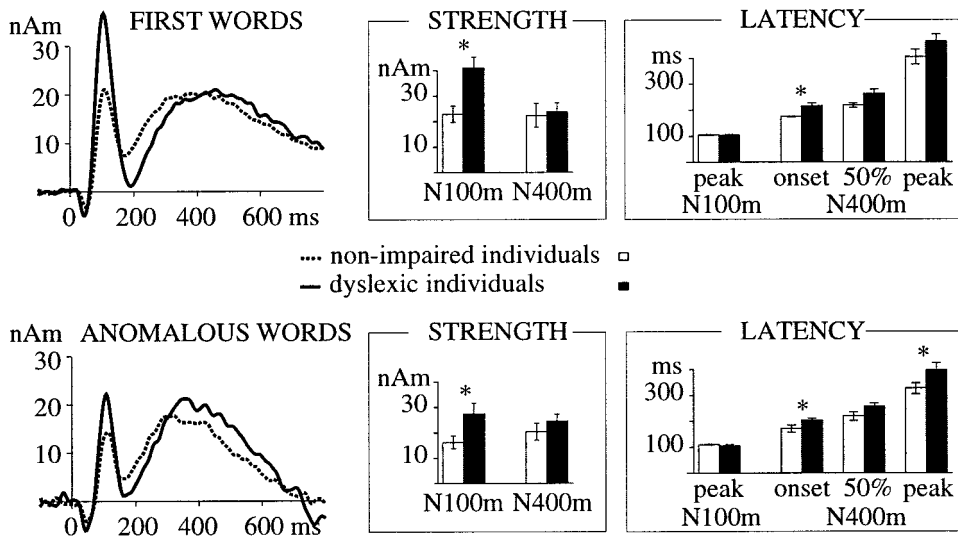 FIRST WORDS
nAm
30
20
10
0 200 400 600 ms
STRENGTH
*
nAm
30
10
N100m N400m
LATENCY
ms
300
*
100
peak onset 50% peak
N100m N400m
non-impaired individuals
dyslexic individuals
ANOMALOUS WORDS
nAm
30
20
10
0
0 200 400 600 ms
STRENGTH
nAm
*
30
10
N100m N400m
LATENCY
ms
*
300
*
100
peak onset 50% peak
N100m N400m